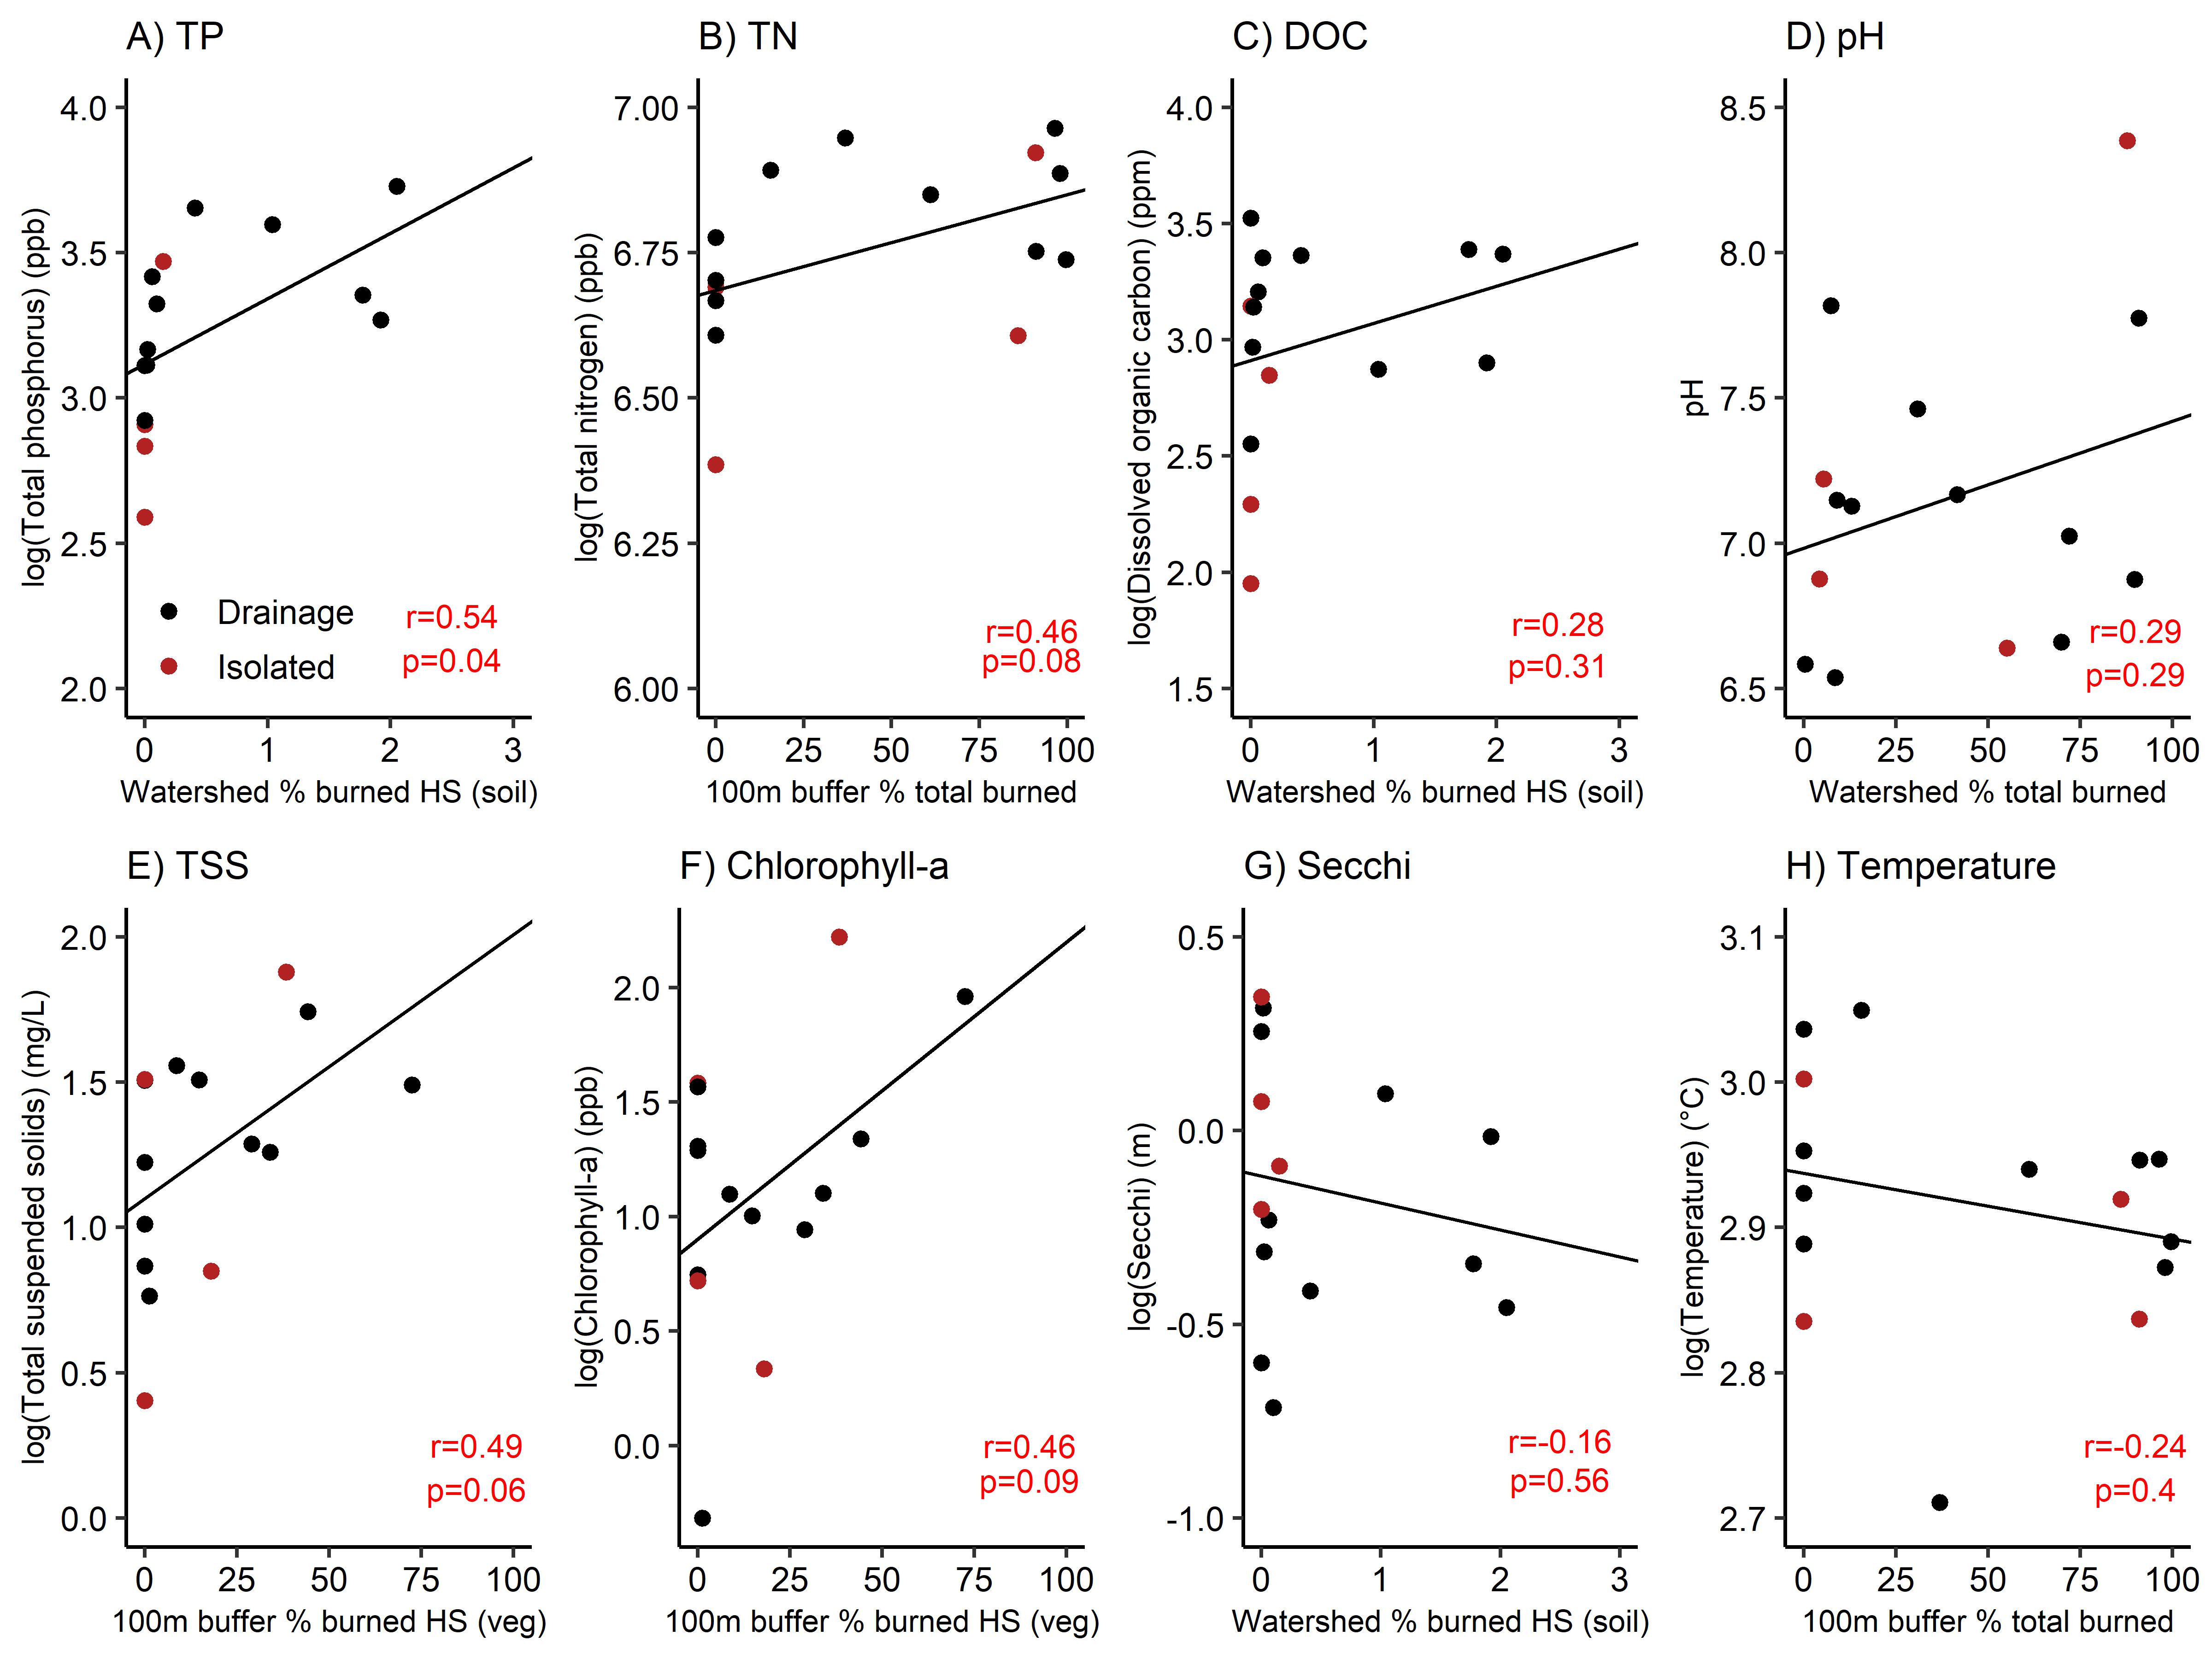 A) TP
log(Total phosphorus) (ppb)
4.0
3.5
3.0
2.5
2.0
Drainage
Isolated
r=0.54
p=0.04
0 1 2 3
Watershed % burned HS (soil)
B) TN
log(Total nitrogen) (ppb)
7.00
6.75
6.50
6.25
6.00
r=0.46
p=0.08
0 25 50 75 100
100m buffer % total burned
C) DOC
log(Dissolved organic carbon) (ppm)
4.0
3.5
3.0
2.5
2.0
1.5
r=0.28
p=0.31
0 1 2 3
Watershed % burned HS (soil)
D) pH
pH
8.5
8.0
7.5
7.0
6.5
r=0.29
p=0.29
0 25 50 75 100
Watershed % total burned
E) TSS
log(Total suspended solids) (mg/L)
2.0
1.5
1.0
0.5
0.0
r=0.49
p=0.06
0 25 50 75 100
100m buffer % burned HS (veg)
F) Chlorophyll-a
log(Chlorophyll-a) (ppb)
2.0
1.5
1.0
0.5
0.0
r=0.46
p=0.09
0 25 50 75 100
100m buffer % burned HS (veg)
G) Secchi
log(Secchi) (m)
0.5
0.0
-0.5
-1.0
r=-0.16
p=0.56
0 1 2 3
Watershed % burned HS (soil)
H) Temperature
log(Temperature) (°C)
3.1
3.0
2.9
2.8
2.7
r=-0.24
p=0.4
0 25 50 75 100
100m buffer % total burned